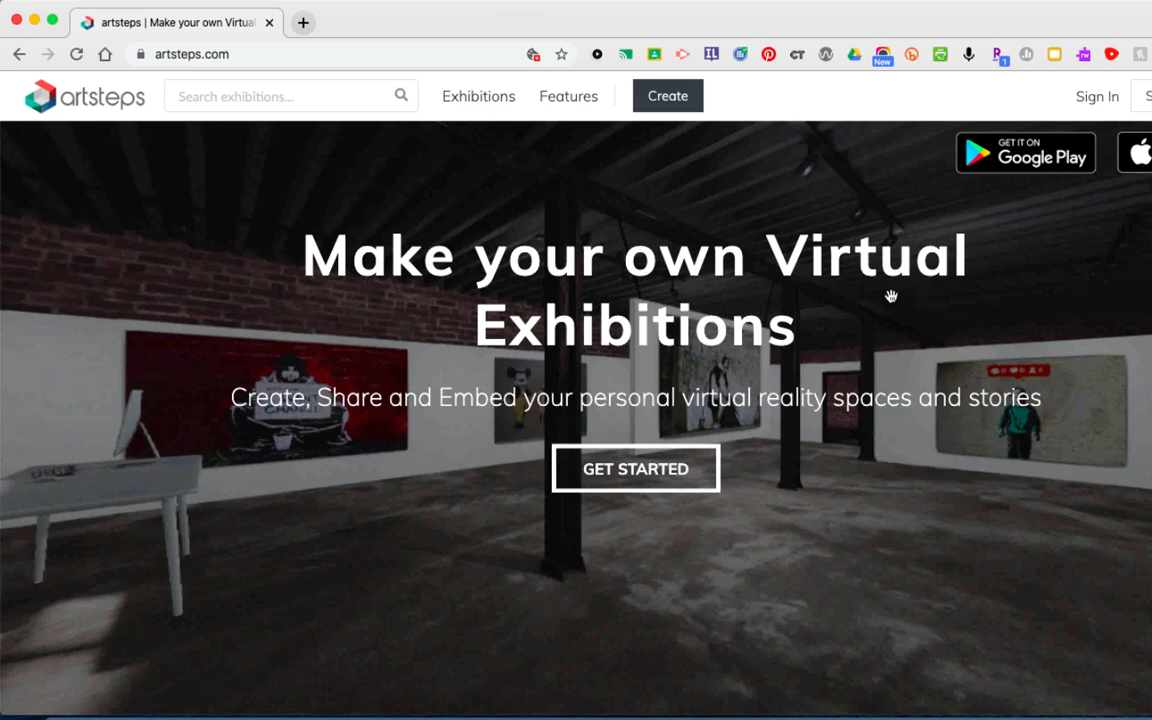 artsteps | Make your own Virtual
artsteps.com
New
1
artsteps
Search exhibitions...
Exhibitions
Features
Create
Sign In
S
GET IT ON
Google Play
Make your own Virtual
Exhibitions
Create, Share and Embed your personal virtual reality spaces and stories
GET STARTED